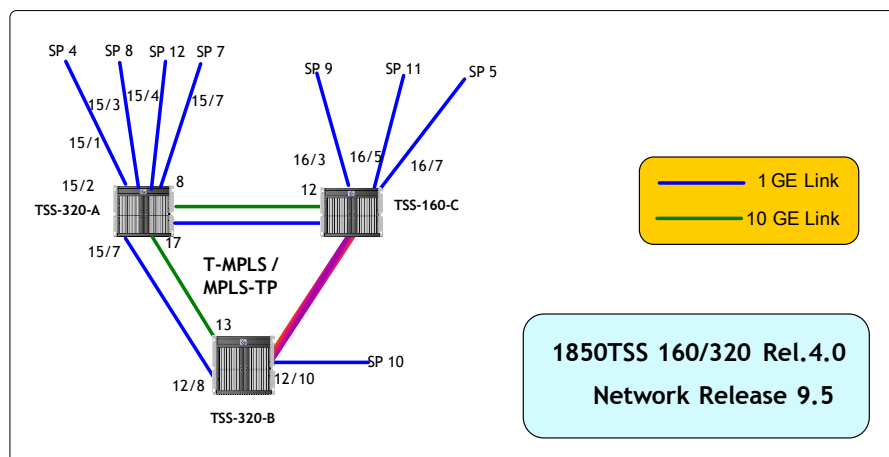 SP 4
SP 8
SP 12
SP 7
SP 9
SP 11
SP 5
15/3
15/4
15/7
15/1
16/3
16/5
16/7
15/2
8
12
TSS-320-A
TSS-160-C
1 GE Link
10 GE Link
17
15/7
T-MPLS /
MPLS-TP
13
SP 10
12/8
12/10
TSS-320-B
1850TSS 160/320 Rel.4.0
Network Release 9.5